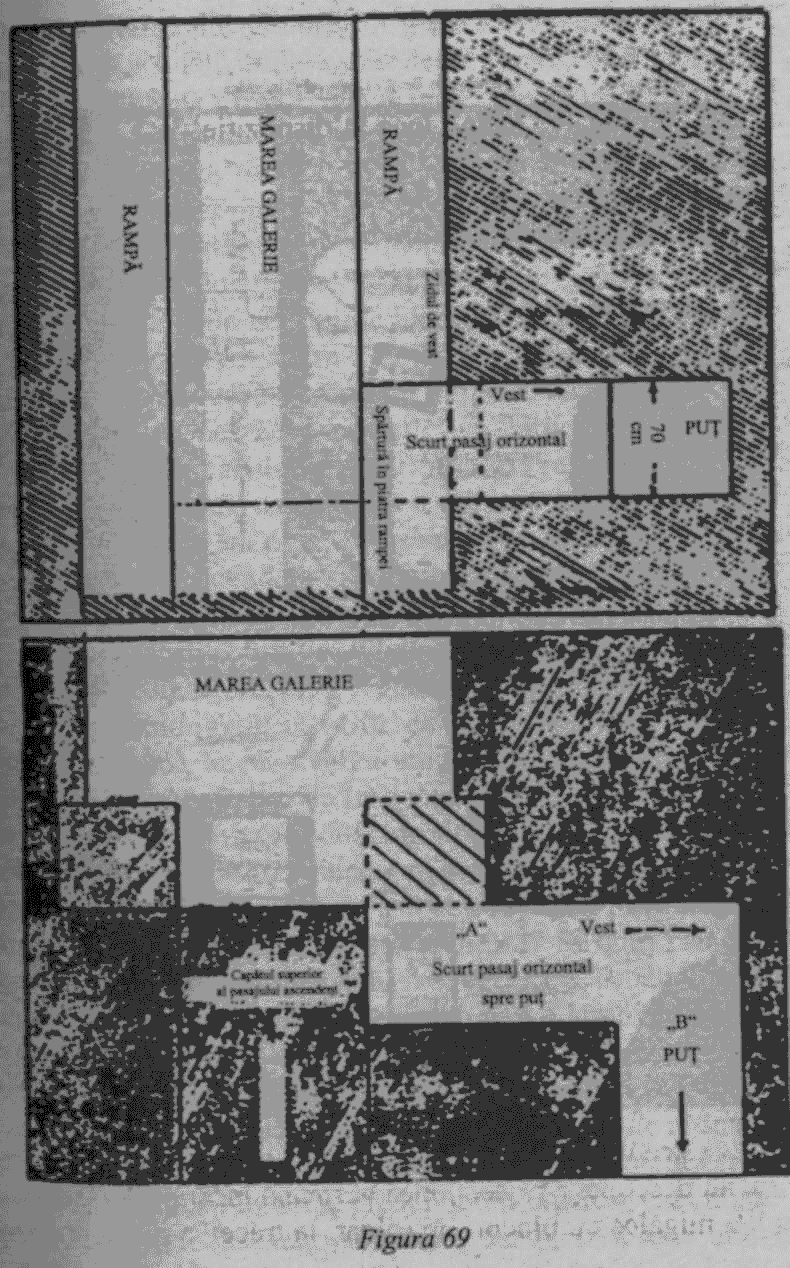 RAMPĂ
MAREA GALERIE
RAMPĂ
Zidul de vest
Vest
Scurt pasaj orizontal
70
cm
PUȚ
Spărtură în piatra rampei
MAREA GALERIE
„A“
Vest
Scurt pasaj orizontal
spre puț
Capătul superior
al pasajului ascendent
„B“
PUȚ
Figura 69